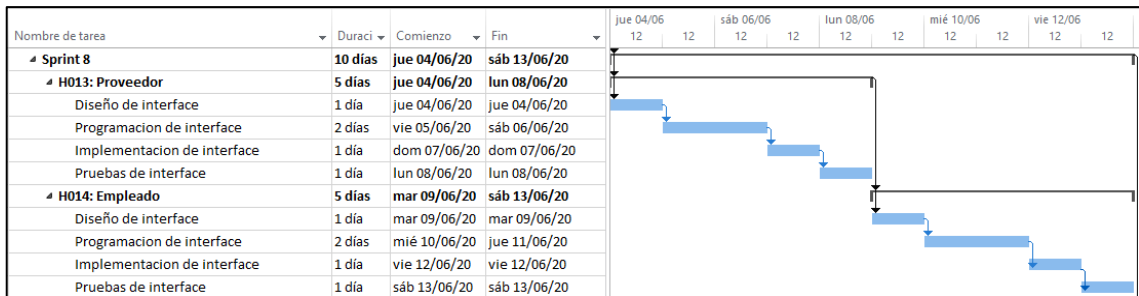 jue 04/06 sáb 06/06 lun 08/06 mié 10/06 vie 12/06
Nombre de tarea Duraci Comienzo Fin 12 12 12 12 12 12 12 12 12 12
Sprint 8 10 días jue 04/06/20 sáb 13/06/20
H013: Proveedor 5 días jue 04/06/20 lun 08/06/20
Diseño de interface 1 día jue 04/06/20 jue 04/06/20
Programacion de interface 2 días vie 05/06/20 sáb 06/06/20
Implementacion de interface 1 día dom 07/06/20 dom 07/06/20
Pruebas de interface 1 día lun 08/06/20 lun 08/06/20
H014: Empleado 5 días mar 09/06/20 sáb 13/06/20
Diseño de interface 1 día mar 09/06/20 mar 09/06/20
Programacion de interface 2 días mié 10/06/20 jue 11/06/20
Implementacion de interface 1 día vie 12/06/20 vie 12/06/20
Pruebas de interface 1 día sáb 13/06/20 sáb 13/06/20